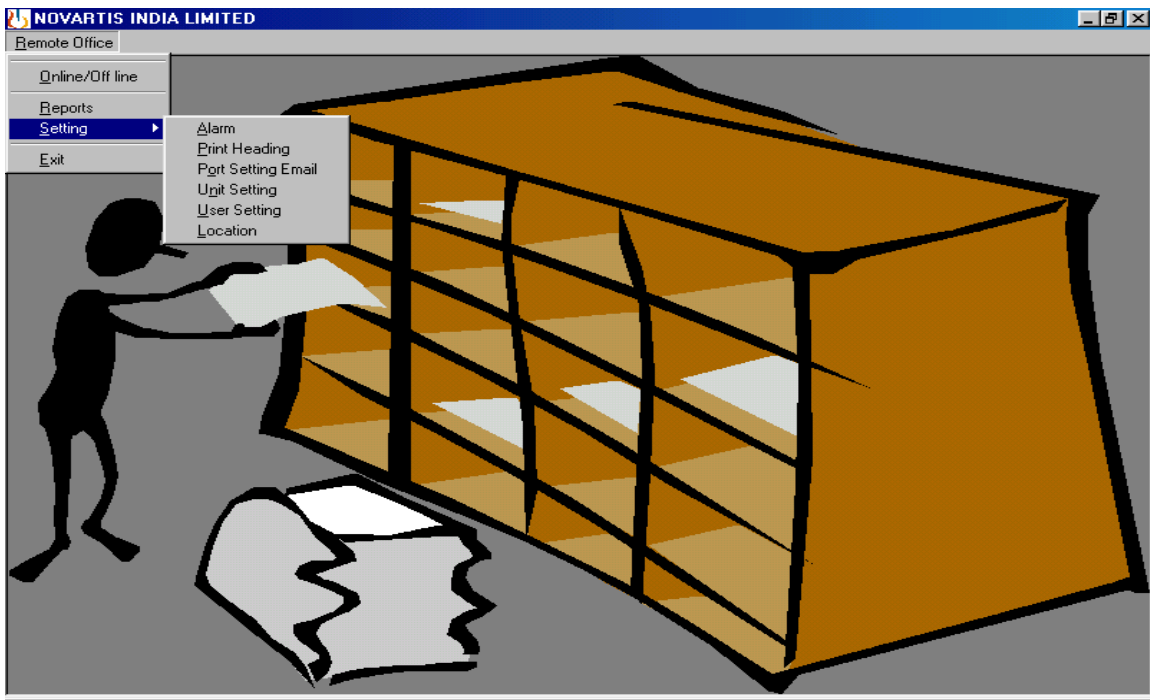 NOVARTIS INDIA LIMITED
Remote Office
Online/Off line
Reports
Setting
Exit
Alarm
Print Heading
Port Setting Email
Unit Setting
User Setting
Location